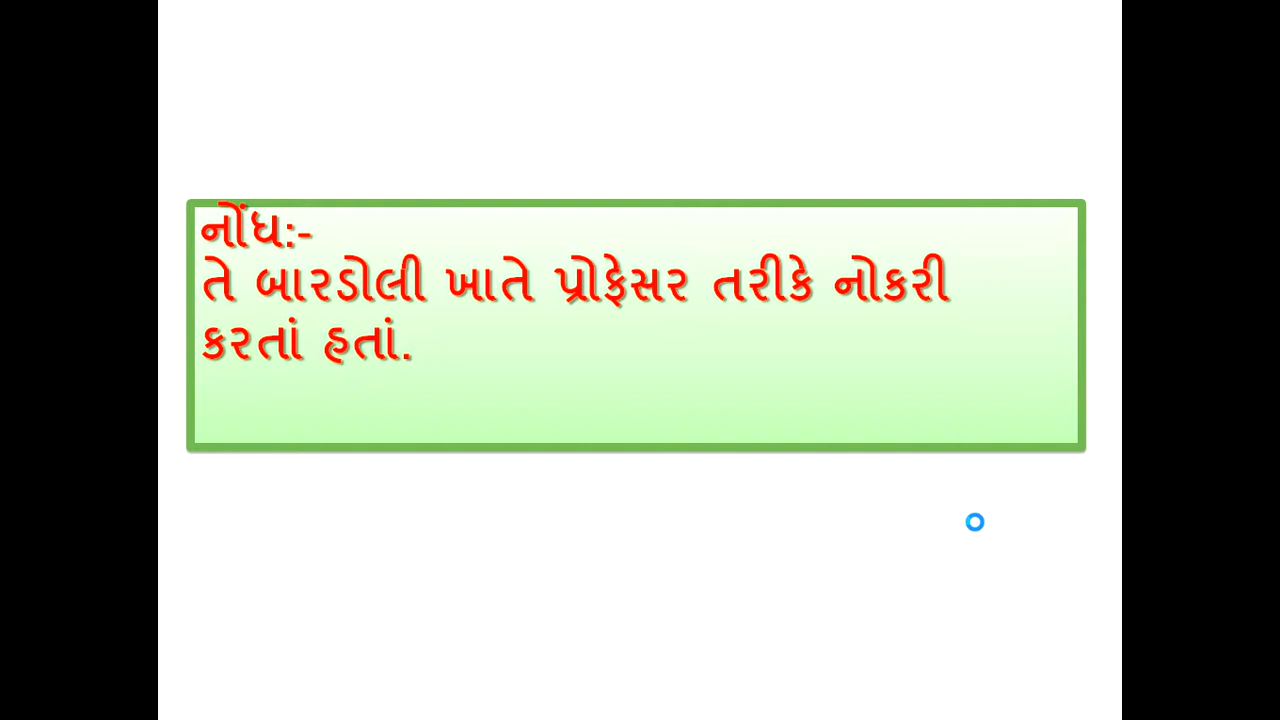 નોંધ:-
તે બારડોલી ખાતે પ્રોફેસર તરીકે નોકરી
કરતાં હતાં.